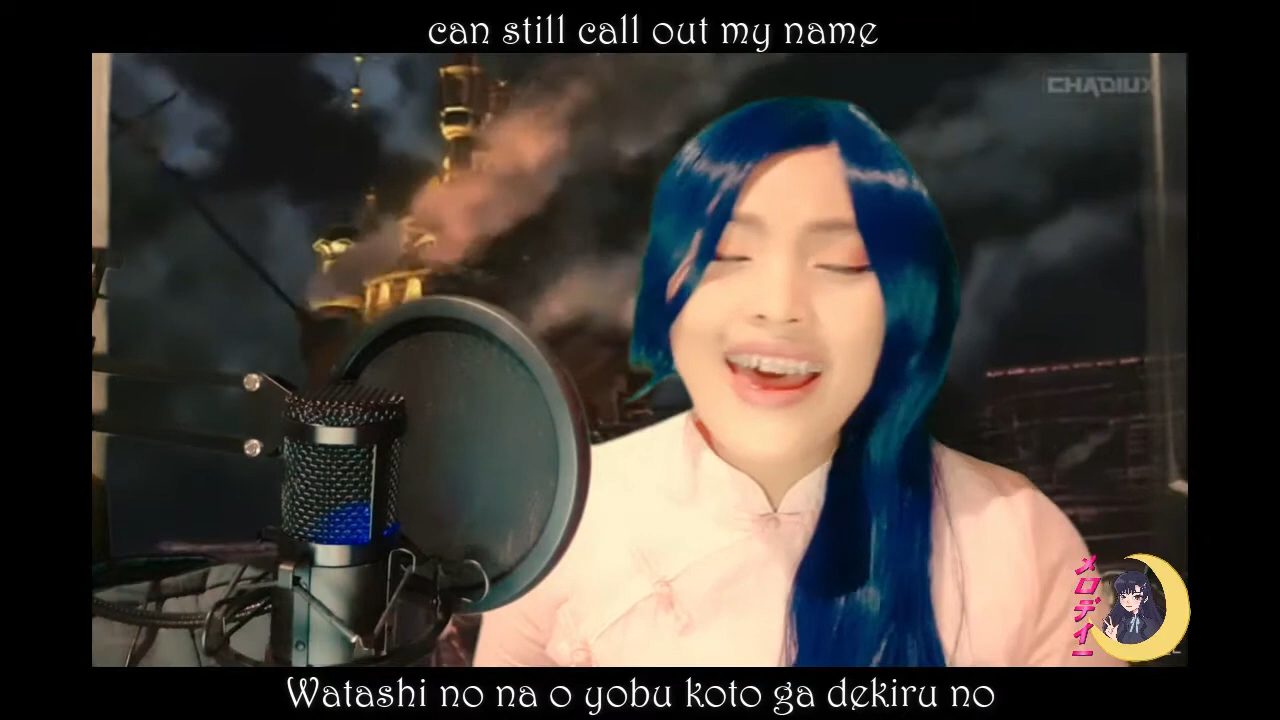 can still call out my name
CHADIUX
メロディー
Watashi no na o yobu koto ga dekiru no